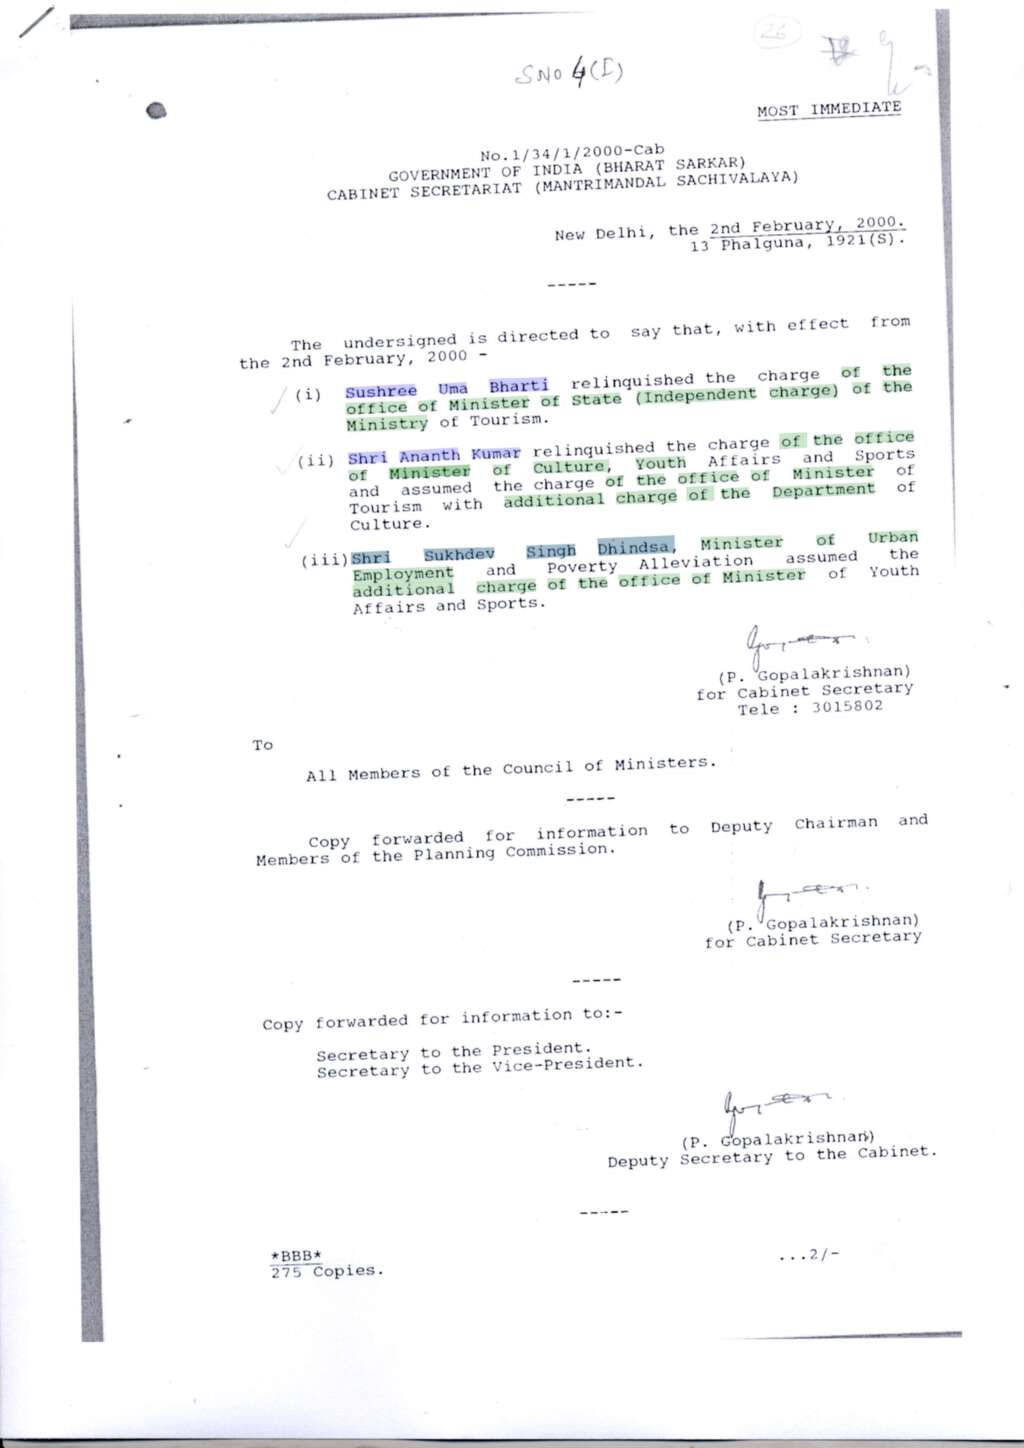 26
SNO 4(I)
MOST IMMEDIATE
No.1/34/1/2000-Cab
GOVERNMENT OF INDIA (BHARAT SARKAR)
CABINET SECRETARIAT (MANTRIMANDAL SACHIVALAYA)
New Delhi, the 2nd February, 2000.
13 Phalguna, 1921(S).
-----
The undersigned is directed to say that, with effect from
the 2nd February, 2000 -
(i) Sushree Uma Bharti relinquished the charge of the
office of Minister of State (Independent charge) of the
Ministry of Tourism.
(ii) Shri Ananth Kumar relinquished the charge of the office
of Minister of Culture, Youth Affairs and Sports
and assumed the charge of the office of Minister of
Tourism with additional charge of the Department of
Culture.
(iii) Shri Sukhdev Singh Dhindsa, Minister of Urban
Employment and Poverty Alleviation assumed the
additional charge of the office of Minister of Youth
Affairs and Sports.
(P. Gopalakrishnan)
for Cabinet Secretary
Tele : 3015802
To
All Members of the Council of Ministers.
-----
Copy forwarded for information to Deputy Chairman and
Members of the Planning Commission.
(P. Gopalakrishnan)
for Cabinet Secretary
-----
Copy forwarded for information to:-
Secretary to the President.
Secretary to the Vice-President.
(P. Gopalakrishnan)
Deputy Secretary to the Cabinet.
-----
*BBB*
275 Copies.
...2/-